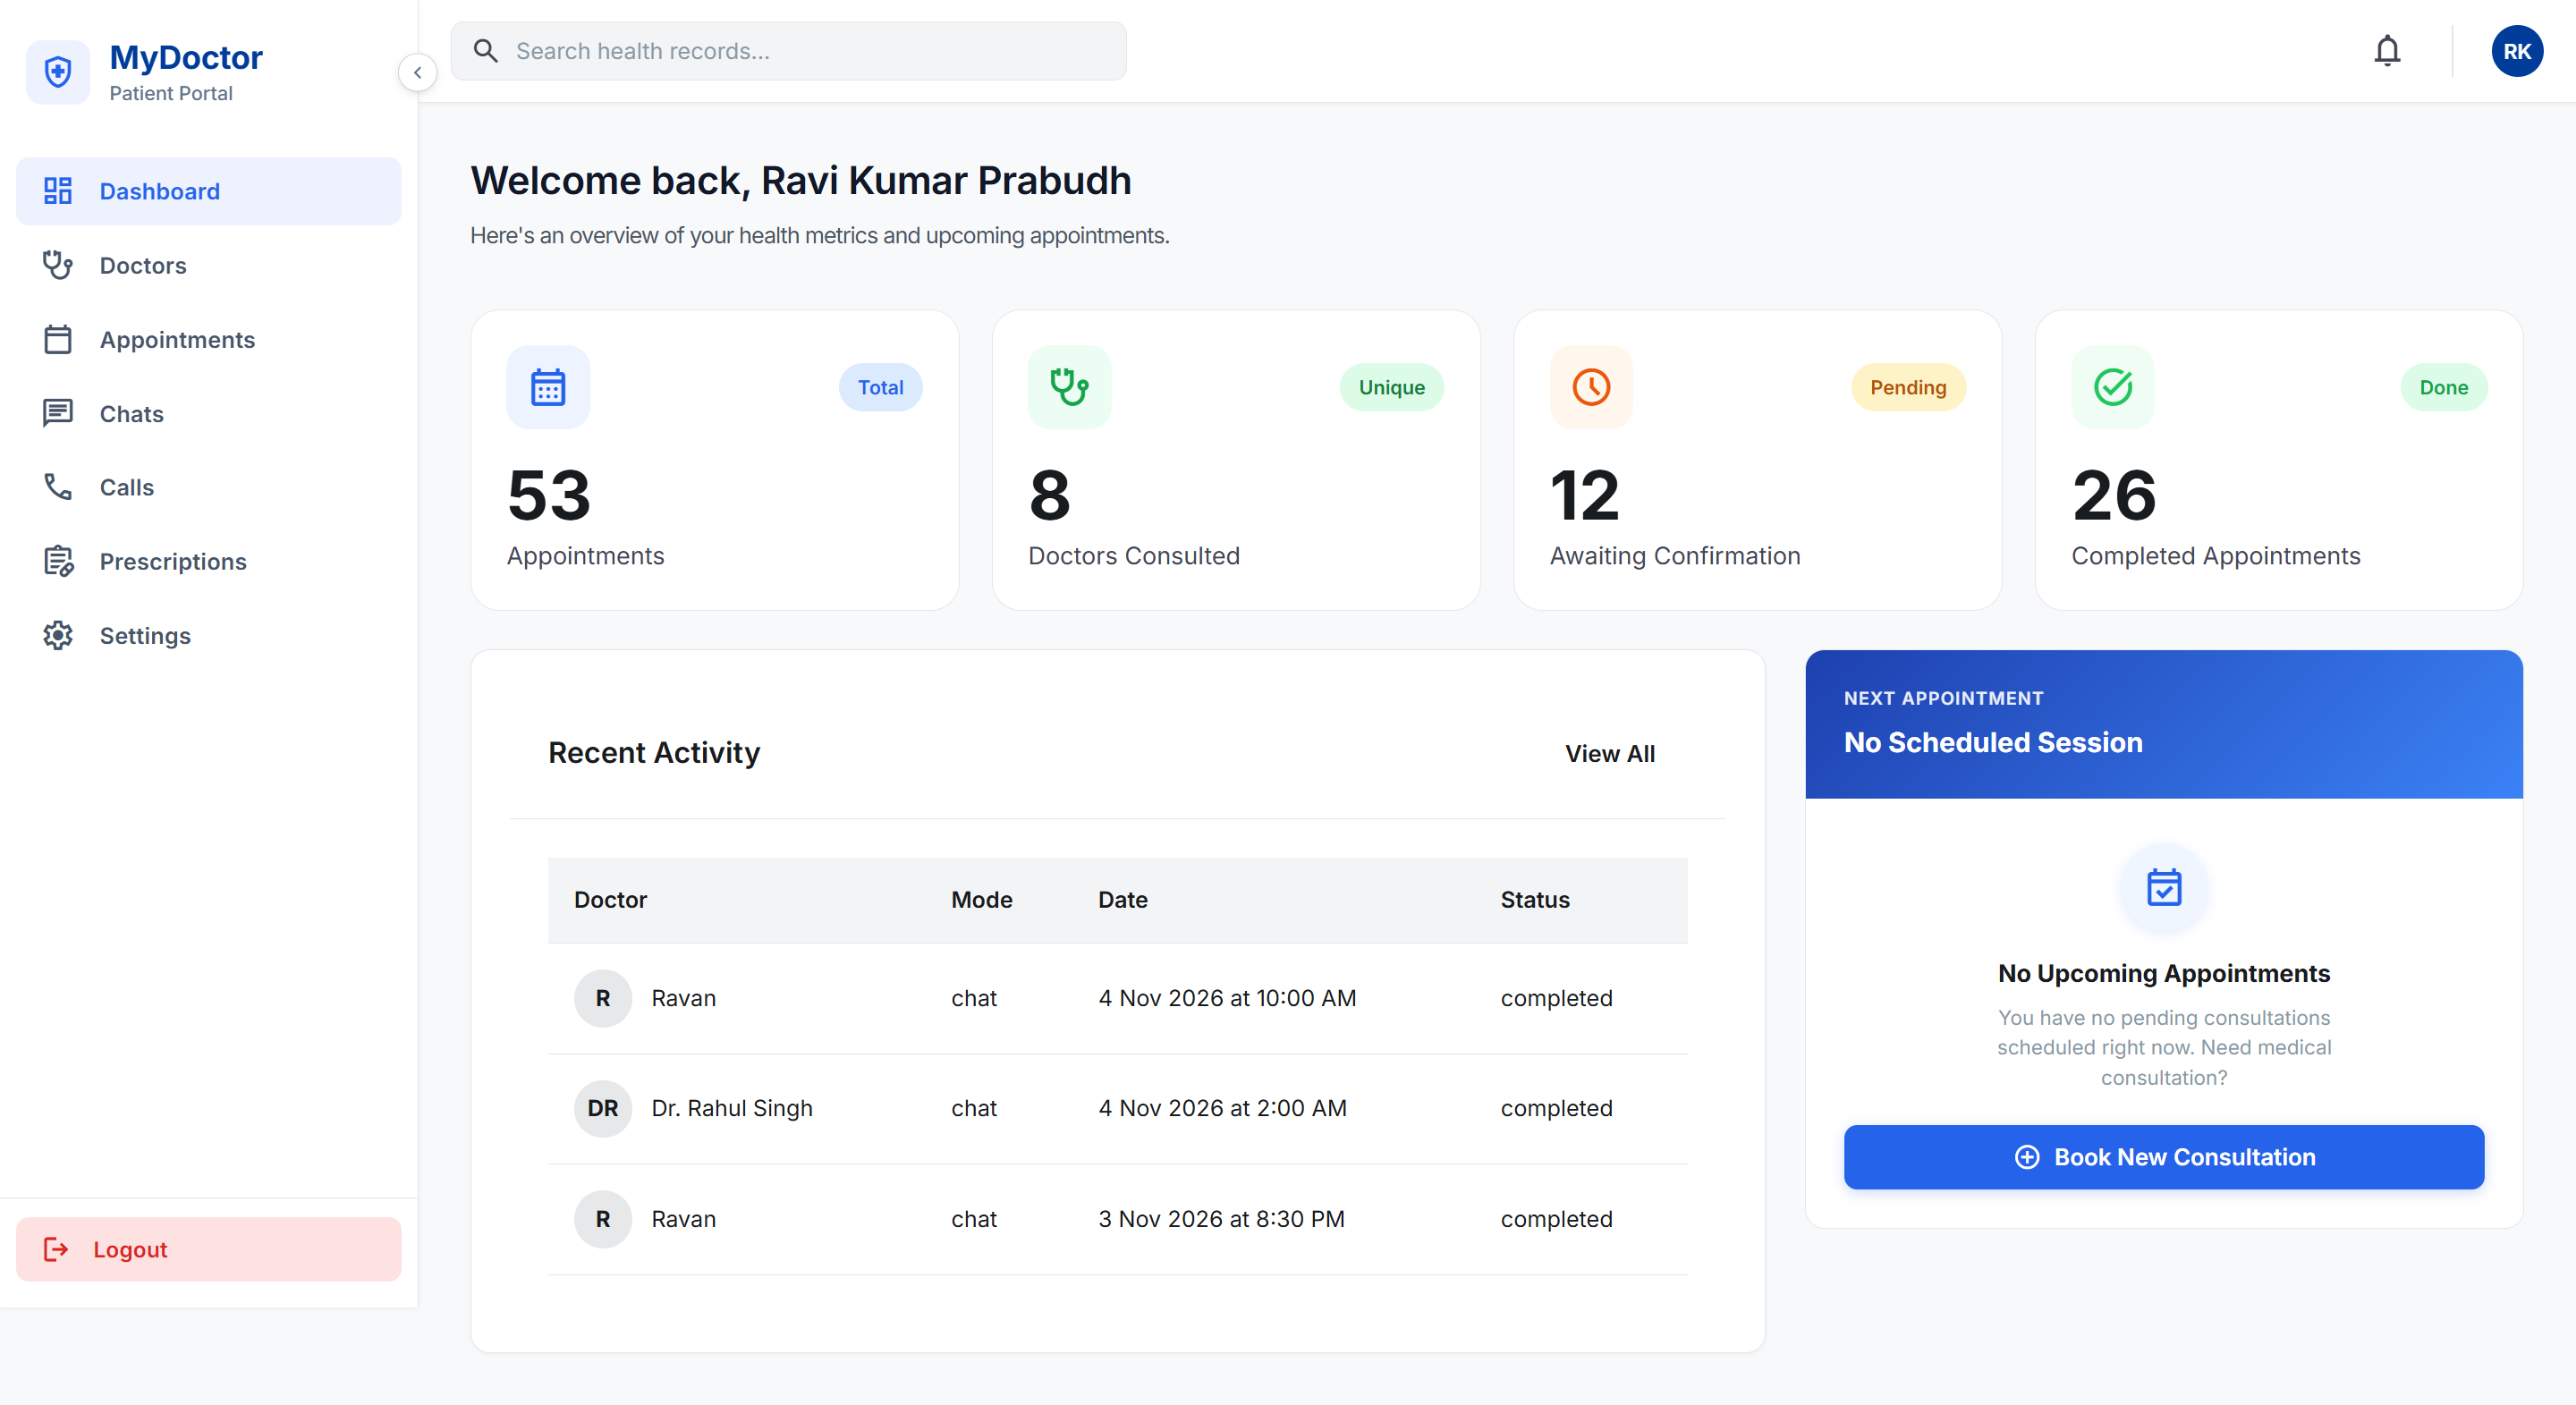 MyDoctor
Patient Portal
Dashboard
Doctors
Appointments
Chats
Calls
Prescriptions
Settings
Logout
Search health records...
RK
Welcome back, Ravi Kumar Prabudh
Here's an overview of your health metrics and upcoming appointments.
Total
53
Appointments
Unique
8
Doctors Consulted
Pending
12
Awaiting Confirmation
Done
26
Completed Appointments
Recent Activity
View All
Doctor Mode Date Status
R Ravan chat 4 Nov 2026 at 10:00 AM completed
DR Dr. Rahul Singh chat 4 Nov 2026 at 2:00 AM completed
R Ravan chat 3 Nov 2026 at 8:30 PM completed
NEXT APPOINTMENT
No Scheduled Session
No Upcoming Appointments
You have no pending consultations
scheduled right now. Need medical
consultation?
Book New Consultation